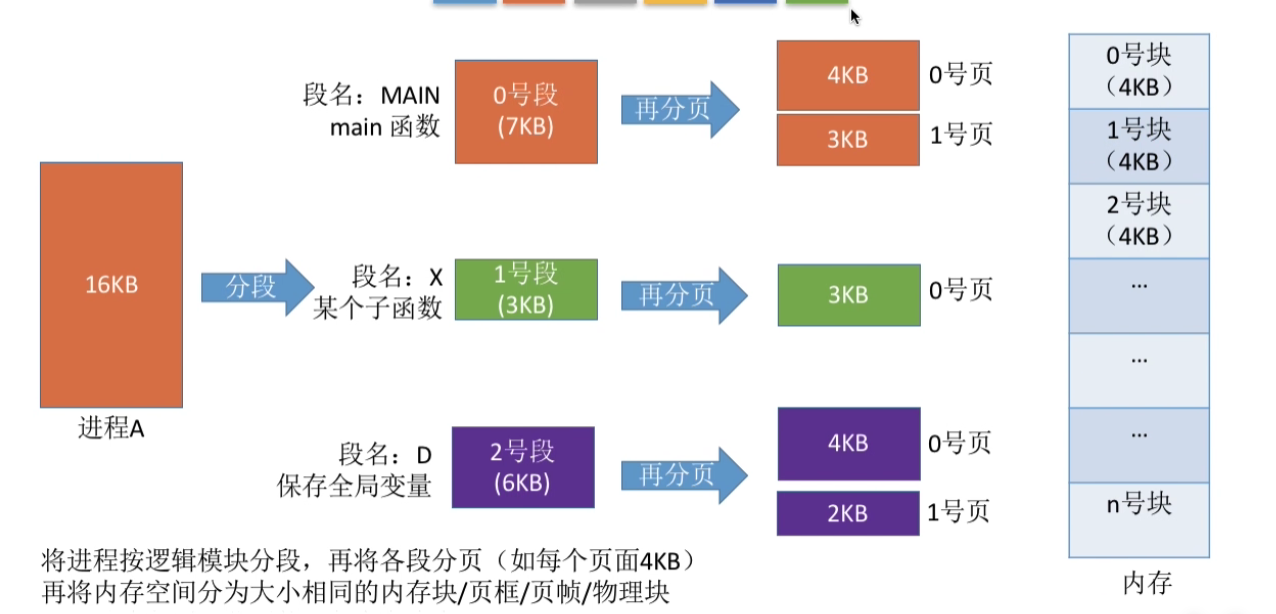 段名：MAIN
main 函数
0号段
(7KB)
再分页
4KB
0号页
3KB
1号页
16KB
进程A
分段
段名：X
某个子函数
1号段
(3KB)
再分页
3KB
0号页
段名：D
保存全局变量
2号段
(6KB)
再分页
4KB
0号页
2KB
1号页
0号块
（4KB）
1号块
（4KB）
2号块
（4KB）
...
...
...
n号块
内存
将进程按逻辑模块分段，再将各段分页（如每个页面4KB）
再将内存空间分为大小相同的内存块/页框/页帧/物理块